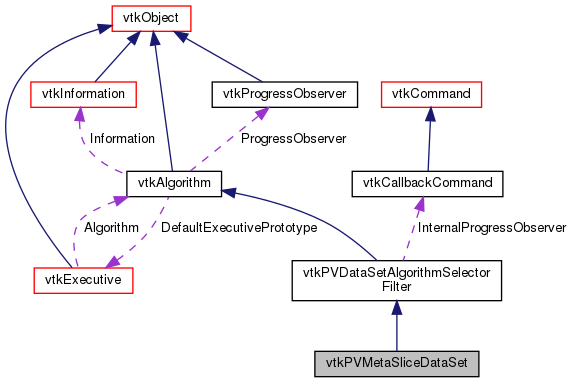 vtkObject
vtkInformation
vtkProgressObserver
vtkCommand
Information
ProgressObserver
vtkAlgorithm
vtkCallbackCommand
Algorithm
DefaultExecutivePrototype
InternalProgressObserver
vtkExecutive
vtkPVDataSetAlgorithmSelector
Filter
vtkPVMetaSliceDataSet